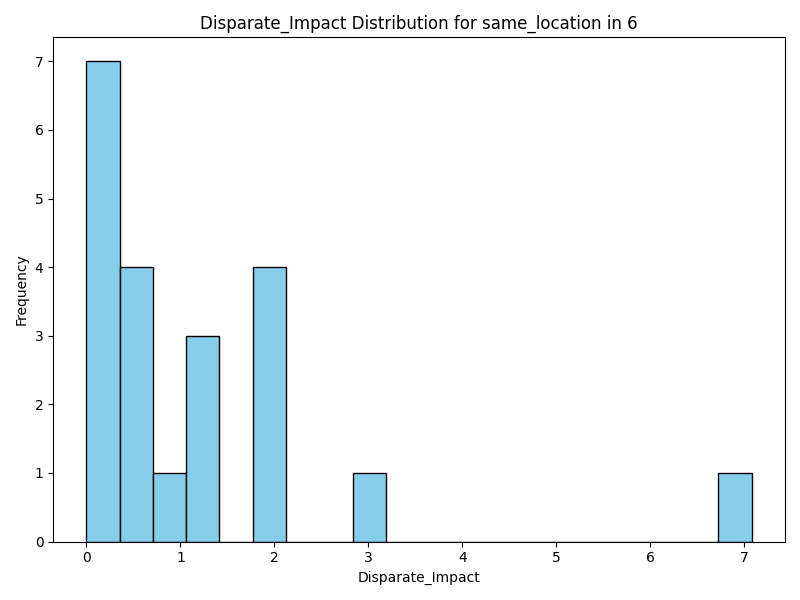 Disparate_Impact Distribution for same_location in 6
7
6
5
4
3
2
1
0
Frequency
0 1 2 3 4 5 6 7
Disparate_Impact